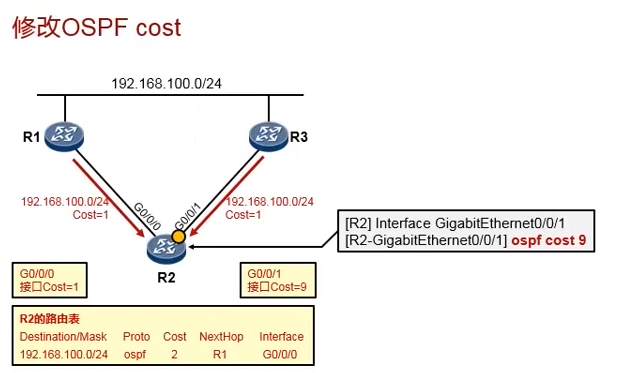 修改OSPF cost
192.168.100.0/24
R1
R3
192.168.100.0/24
Cost=1
G0/0/0
G0/0/1
192.168.100.0/24
Cost=1
R2
[R2] Interface GigabitEthernet0/0/1
[R2-GigabitEthernet0/0/1] ospf cost 9
G0/0/0
接口Cost=1
G0/0/1
接口Cost=9
R2的路由表
Destination/Mask Proto Cost NextHop Interface
192.168.100.0/24 ospf 2 R1 G0/0/0